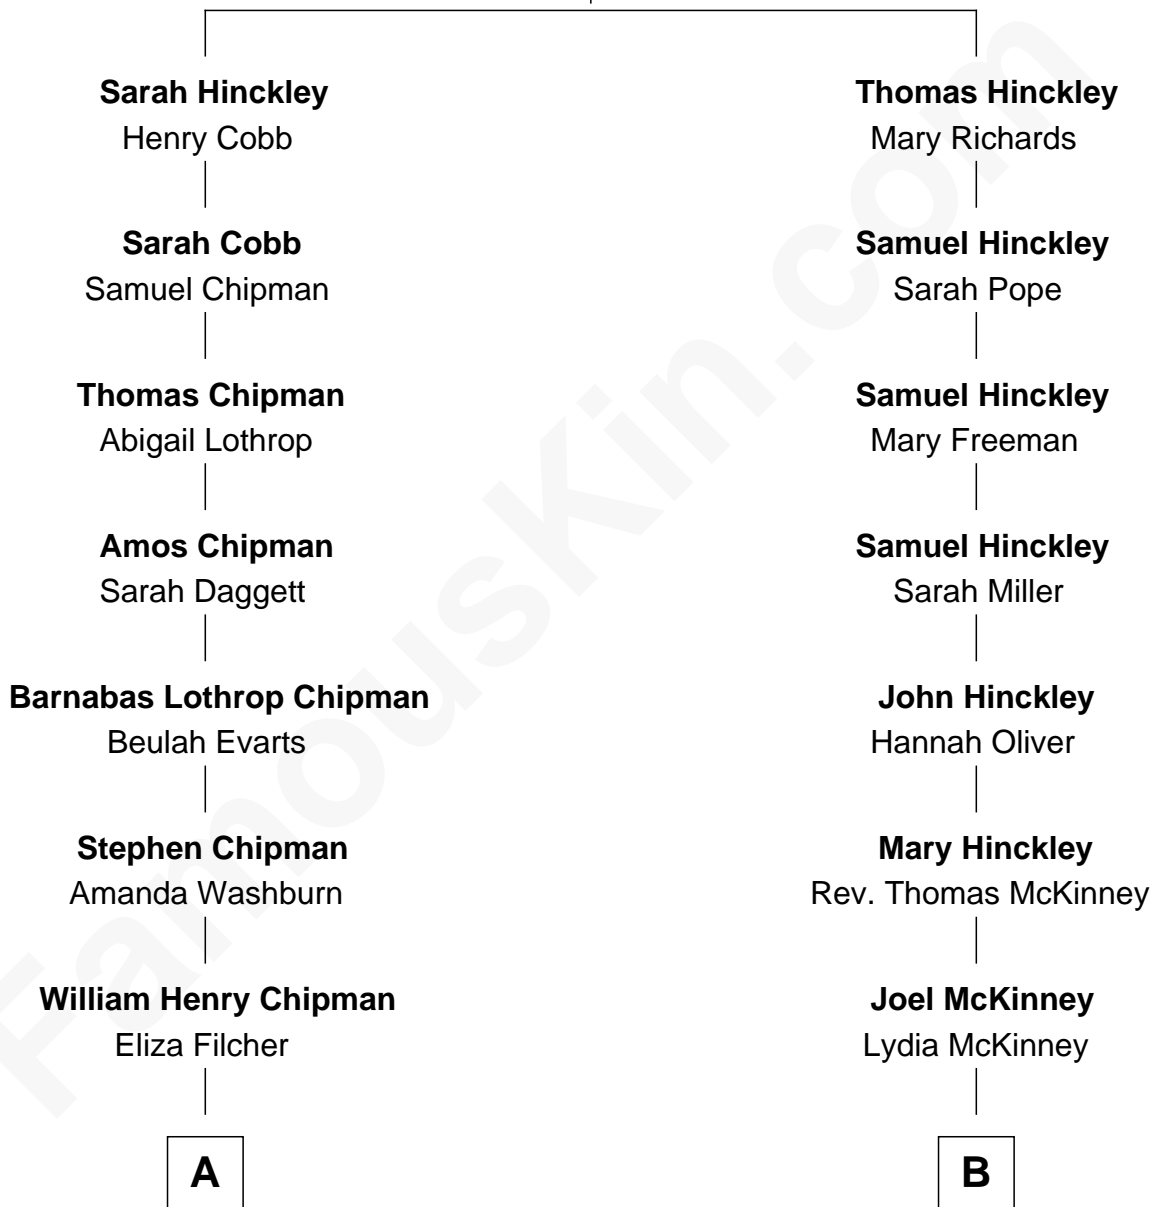 Sarah Hinckley
Henry Cobb
Thomas Hinckley
Mary Richards
Sarah Cobb
Samuel Chipman
Samuel Hinckley
Sarah Pope
Thomas Chipman
Abigail Lothrop
Samuel Hinckley
Mary Freeman
Amos Chipman
Sarah Daggett
Samuel Hinckley
Sarah Miller
Barnabas Lothrop Chipman
Beulah Evarts
John Hinckley
Hannah Oliver
Stephen Chipman
Amanda Washburn
Mary Hinckley
Rev. Thomas McKinney
William Henry Chipman
Eliza Filcher
Joel McKinney
Lydia McKinney
A
B
FamousKin.com